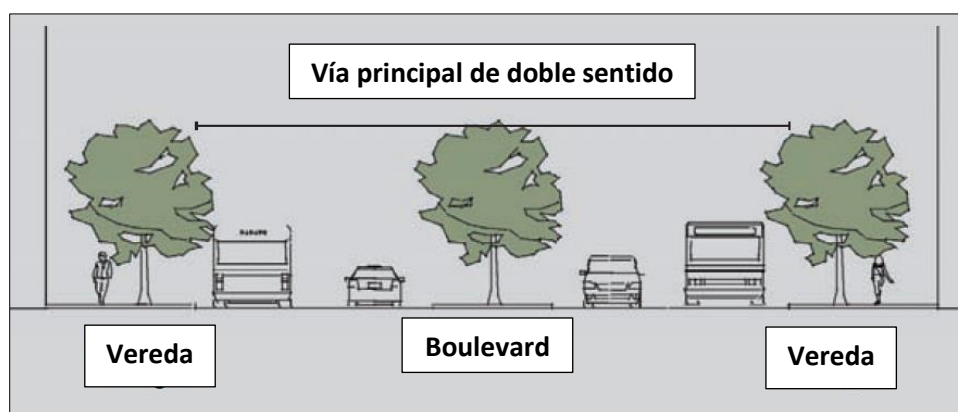 Vía principal de doble sentido
Vereda
Boulevard
Vereda